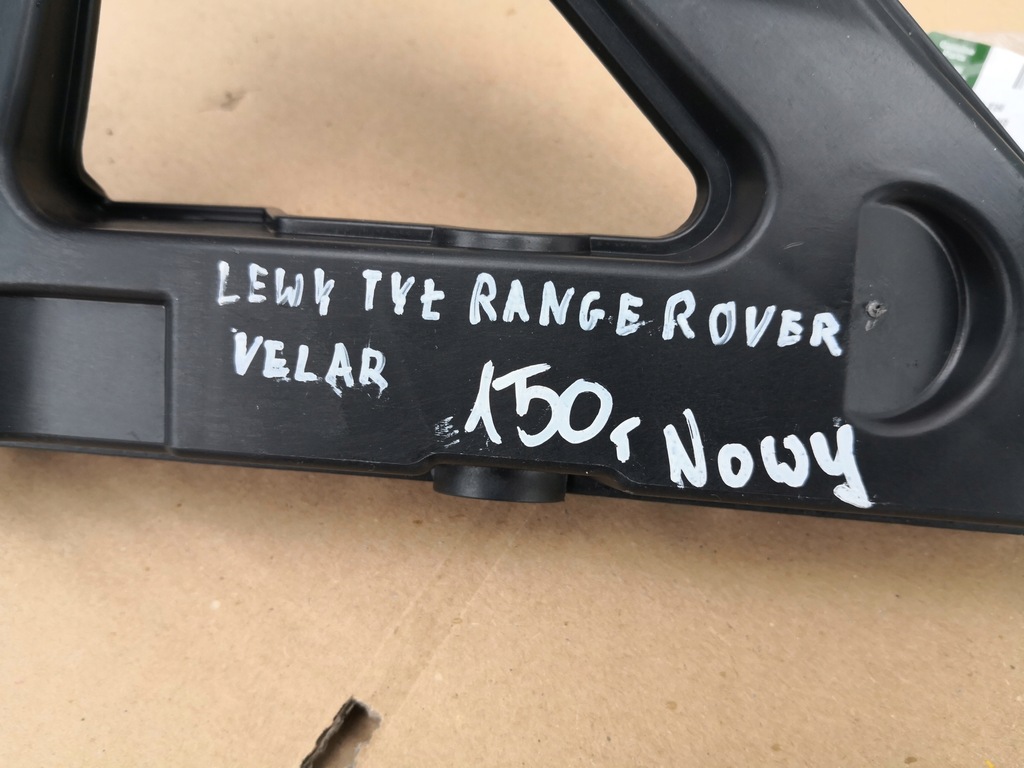 LEWY TYŁ RANGE ROVER
VELAR
150,- NOWY